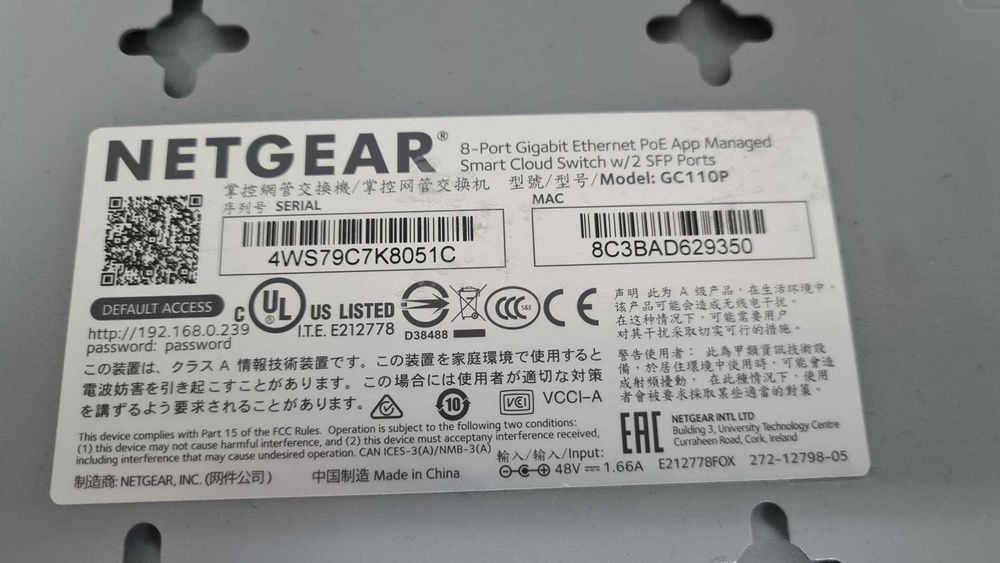 NETGEAR®
8-Port Gigabit Ethernet PoE App Managed
Smart Cloud Switch w/2 SFP Ports
掌控網管交換機/掌控网管交换机 型號/型号/Model: GC110P
序列号 SERIAL
4WS79C7K8051C
MAC
8C3BAD629350
DEFAULT ACCESS
http://192.168.0.239
password: password
C UL US LISTED
I.T.E. E212778
D38488
CCC S&E
CE
声明 此为 A 级产品，在生活环境中，
该产品可能会造成无线电干扰。
在这种情况下，可能需要用户
对其干扰采取切实可行的措施。
この装置は、クラス A 情報技術装置です。この装置を家庭環境で使用すると
電波妨害を引き起こすことがあります。この場合には使用者が適切な対策
を講ずるよう要求されることがあります。
10
VCCI
VCCI-A
警告使用者：此為甲類資訊技術設
備，於居住環境中使用時，可能會造
成射頻擾動，在此種情況下，使用
者會被要求採取某些適當的對策。
This device complies with Part 15 of the FCC Rules. Operation is subject to the following two conditions:
(1) this device may not cause harmful interference, and (2) this device must accept any interference received,
including interference that may cause undesired operation. CAN ICES-3(A)/NMB-3(A)
EAC
NETGEAR INTL LTD
Building 3, University Technology Centre
Curraheen Road, Cork, Ireland
輸入/输入/Input:
48V 1.66A
E212778FOX 272-12798-05
制造商: NETGEAR, INC. (网件公司) 中国制造 Made in China